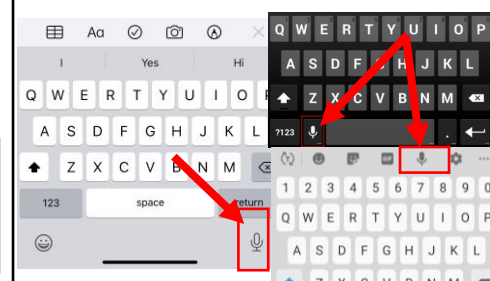 Aa
I Yes Hi
Q W E R T Y U I O
A S D F G H J K L
Z X C V B N M
123 space return
Q W E R T Y U I O P
A S D F G H J K L
Z X C V B N M
?123 .
1 2 3 4 5 6 7 8 9 0
Q W E R T Y U I O P
A S D F G H J K L
Z X C V B N M